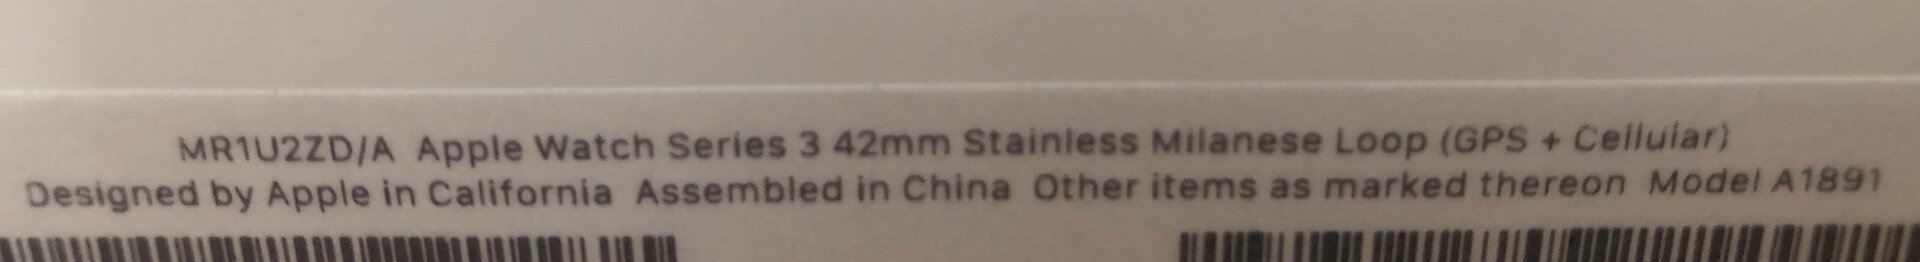 MR1U2ZD/A Apple Watch Series 3 42mm Stainless Milanese Loop (GPS + Cellular)
Designed by Apple in California Assembled in China Other items as marked thereon Model A1891